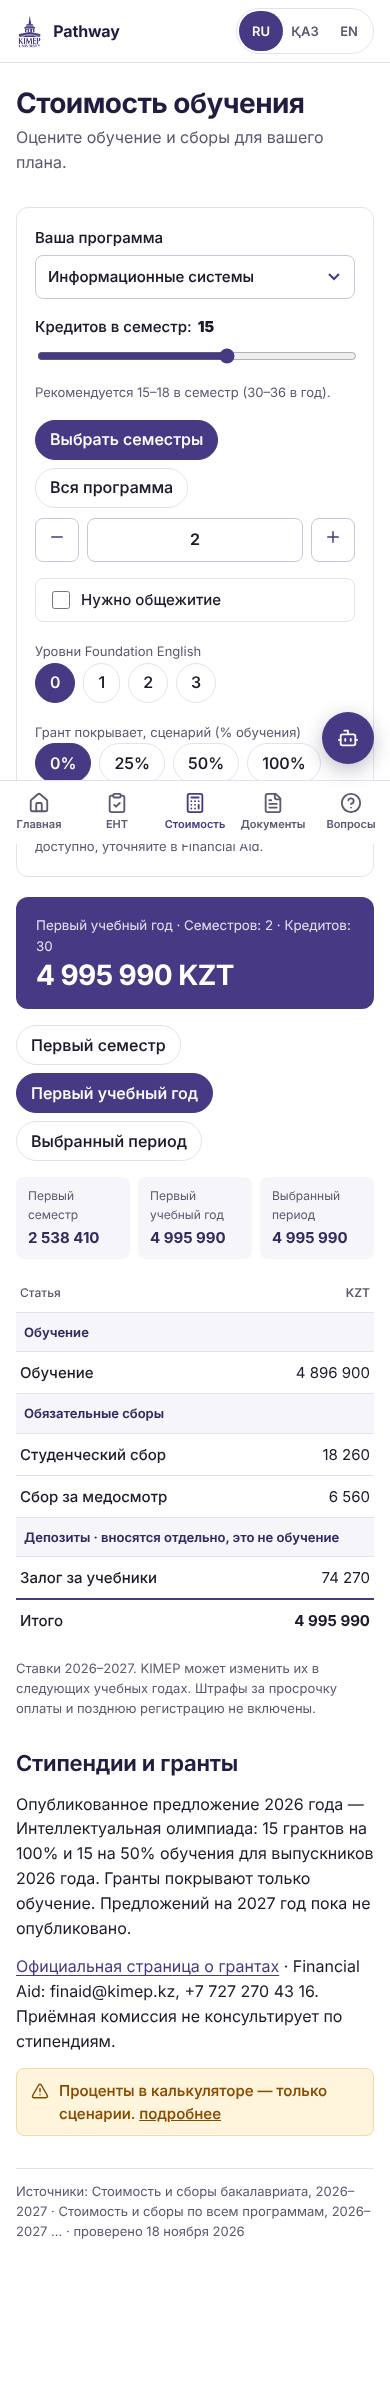 KIMEP
Pathway
RU ҚАЗ EN
Стоимость обучения
Оцените обучение и сборы для вашего
плана.
Ваша программа
Информационные системы
Кредитов в семестр: 15
Рекомендуется 15–18 в семестр (30–36 в год).
Выбрать семестры
Вся программа
− 2 +
Нужно общежитие
Уровни Foundation English
0 1 2 3
Грант покрывает, сценарий (% обучения)
0% 25% 50% 100%
Главная ЕНТ Стоимость Документы Вопросы
доступно, уточняйте в Financial Aid.
Первый учебный год · Семестров: 2 · Кредитов:
30
4 995 990 KZT
Первый семестр
Первый учебный год
Выбранный период
Первый
семестр
2 538 410
Первый
учебный год
4 995 990
Выбранный
период
4 995 990
Статья KZT
Обучение
Обучение 4 896 900
Обязательные сборы
Студенческий сбор 18 260
Сбор за медосмотр 6 560
Депозиты · вносятся отдельно, это не обучение
Залог за учебники 74 270
Итого 4 995 990
Ставки 2026–2027. KIMEP может изменить их в
следующих учебных годах. Штрафы за просрочку
оплаты и позднюю регистрацию не включены.
Стипендии и гранты
Опубликованное предложение 2026 года —
Интеллектуальная олимпиада: 15 грантов на
100% и 15 на 50% обучения для выпускников
2026 года. Гранты покрывают только
обучение. Предложений на 2027 год пока не
опубликовано.
Официальная страница о грантах · Financial
Aid: finaid@kimep.kz, +7 727 270 43 16.
Приёмная комиссия не консультирует по
стипендиям.
Проценты в калькуляторе — только
сценарии. подробнее
Источники: Стоимость и сборы бакалавриата, 2026–
2027 · Стоимость и сборы по всем программам, 2026–
2027 … · проверено 18 ноября 2026